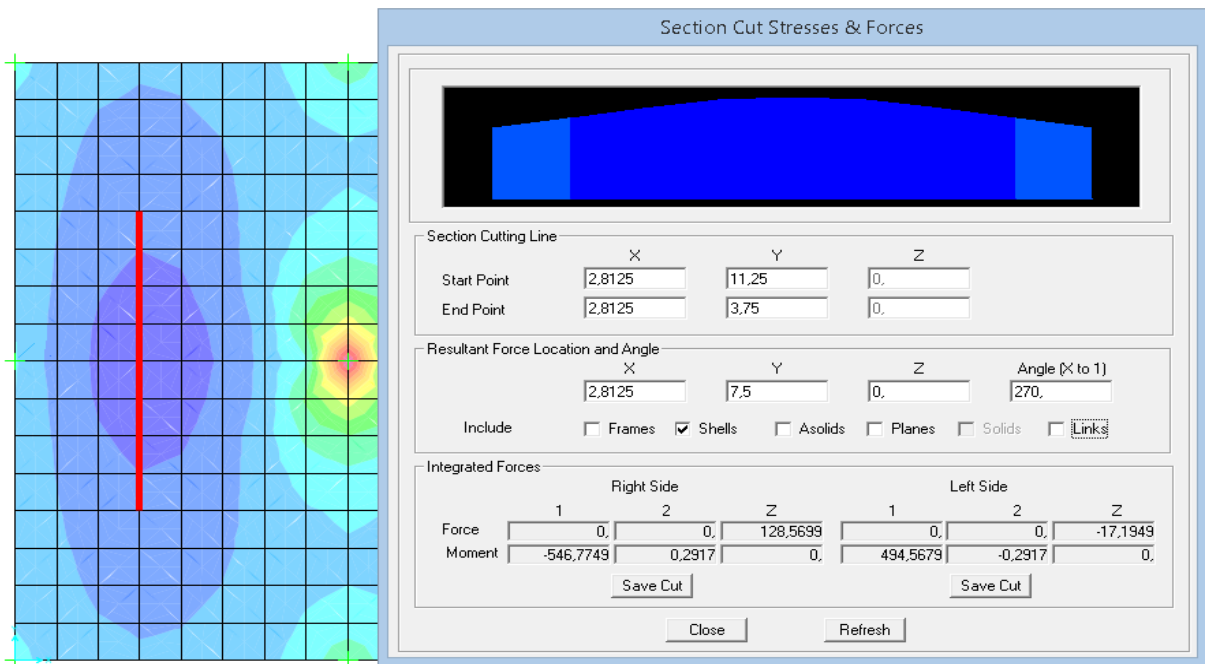 Section Cut Stresses & Forces
Section Cutting Line
X Y Z
Start Point 2,8125 11,25 0,
End Point 2,8125 3,75 0,
Resultant Force Location and Angle
X Y Z Angle (X to 1)
2,8125 7,5 0, 270,
Include Frames Shells Asolids Planes Solids Links
Integrated Forces
Right Side Left Side
1 2 Z 1 2 Z
Force 0, 0, 128,5699 0, 0, -17,1949
Moment -546,7749 0,2917 0, 494,5679 -0,2917 0,
Save Cut Save Cut
Close Refresh